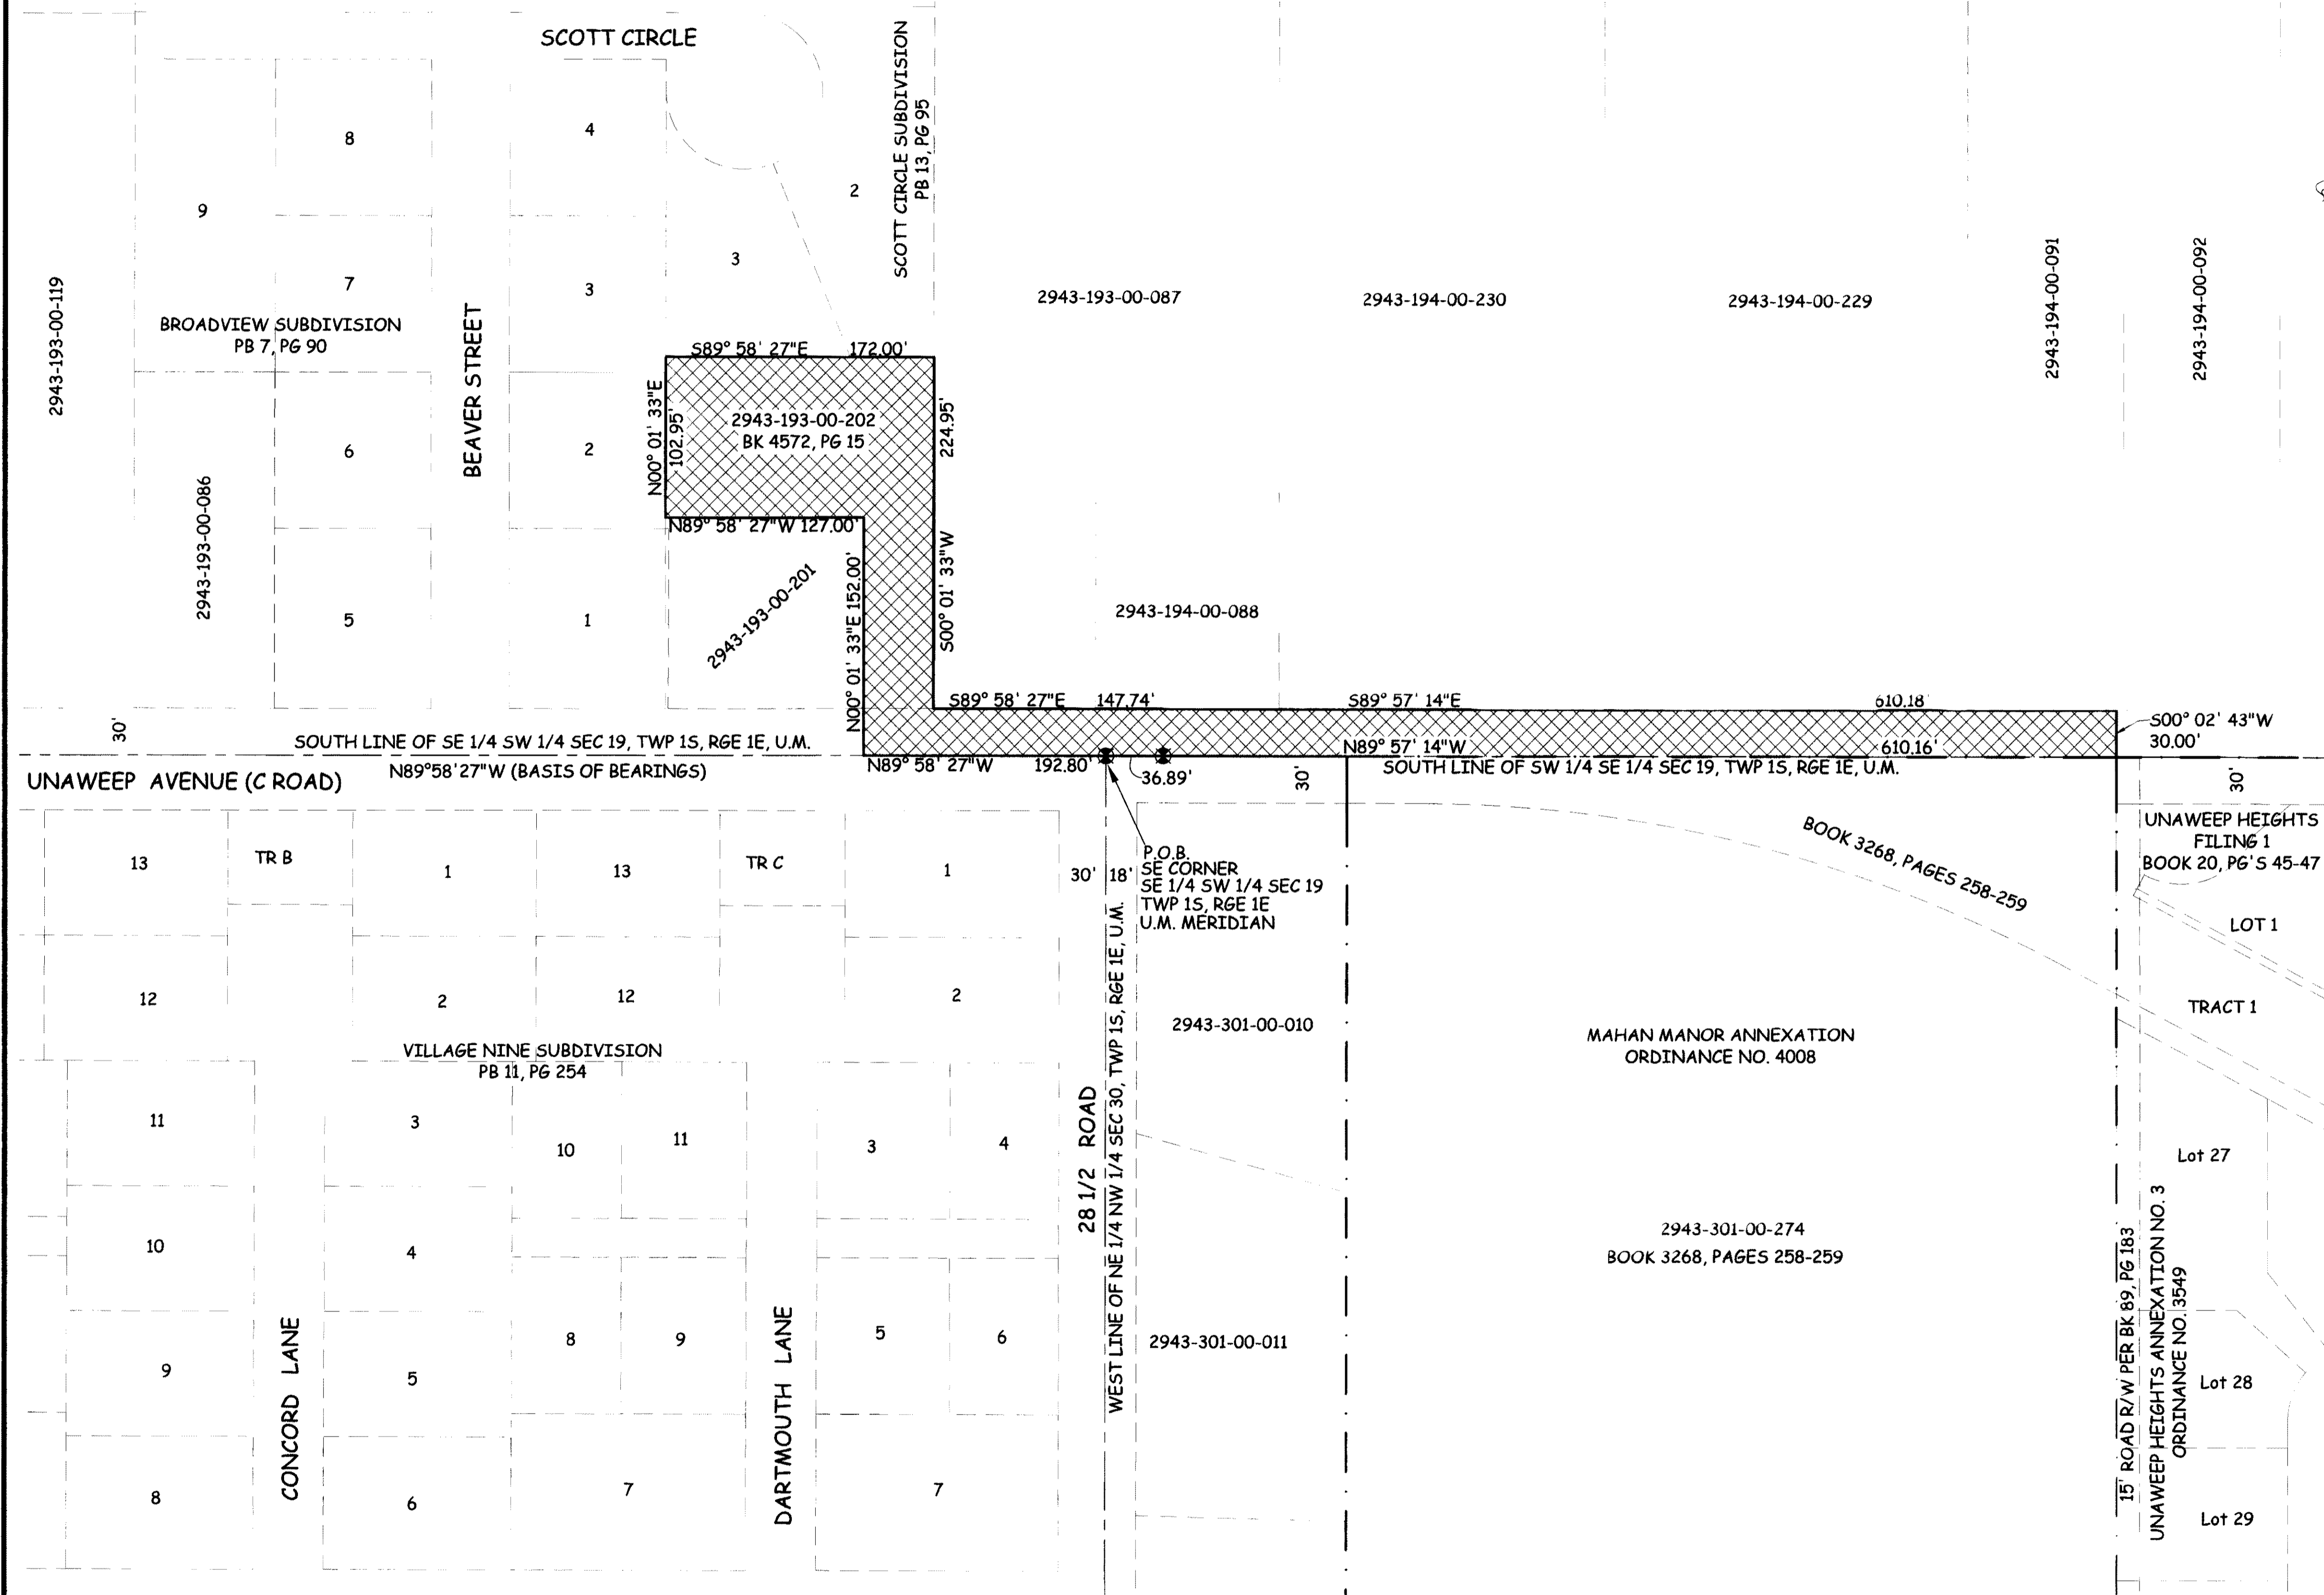 SCOTT CIRCLE
SCOTT CIRCLE SUBDIVISION
PB 13, PG 95
8
4
2
9
3
7
3
2943-193-00-119
BROADVIEW SUBDIVISION
PB 7, PG 90
BEAVER STREET
2943-193-00-087
2943-194-00-230
2943-194-00-229
2943-194-00-091
2943-194-00-092
S89° 58' 27"E 172.00'
N00° 01' 33"E
102.95'
2943-193-00-202
BK 4572, PG 15
224.95'
S00° 01' 33"W
6
2
2943-193-00-086
N89° 58' 27"W 127.00'
5
1
2943-193-00-201
N00° 01' 33"E 152.00'
2943-194-00-088
S89° 58' 27"E 147.74'
S89° 57' 14"E 610.18'
S00° 02' 43"W
30.00'
30'
SOUTH LINE OF SE 1/4 SW 1/4 SEC 19, TWP 1S, RGE 1E, U.M.
N89°58'27"W (BASIS OF BEARINGS)
UNAWEEP AVENUE (C ROAD)
N89° 58' 27"W 192.80'
36.89'
30'
N89° 57' 14"W 610.16'
SOUTH LINE OF SW 1/4 SE 1/4 SEC 19, TWP 1S, RGE 1E, U.M.
30'
13
TR B
1
13
TR C
1
30'
18'
P.O.B.
SE CORNER
SE 1/4 SW 1/4 SEC 19
TWP 1S, RGE 1E
U.M. MERIDIAN
BOOK 3268, PAGES 258-259
UNAWEEP HEIGHTS
FILING 1
BOOK 20, PG'S 45-47
LOT 1
TRACT 1
12
2
12
2
VILLAGE NINE SUBDIVISION
PB 11, PG 254
28 1/2 ROAD
WEST LINE OF NE 1/4 NW 1/4 SEC 30, TWP 1S, RGE 1E, U.M.
2943-301-00-010
MAHAN MANOR ANNEXATION
ORDINANCE NO. 4008
11
3
10
11
3
4
Lot 27
10
4
2943-301-00-274
BOOK 3268, PAGES 258-259
15' ROAD R/W PER BK 89, PG 183
UNAWEEP HEIGHTS ANNEXATION NO. 3
ORDINANCE NO. 3549
CONCORD LANE
DARTMOUTH LANE
9
5
8
9
5
6
2943-301-00-011
Lot 28
8
6
7
7
Lot 29